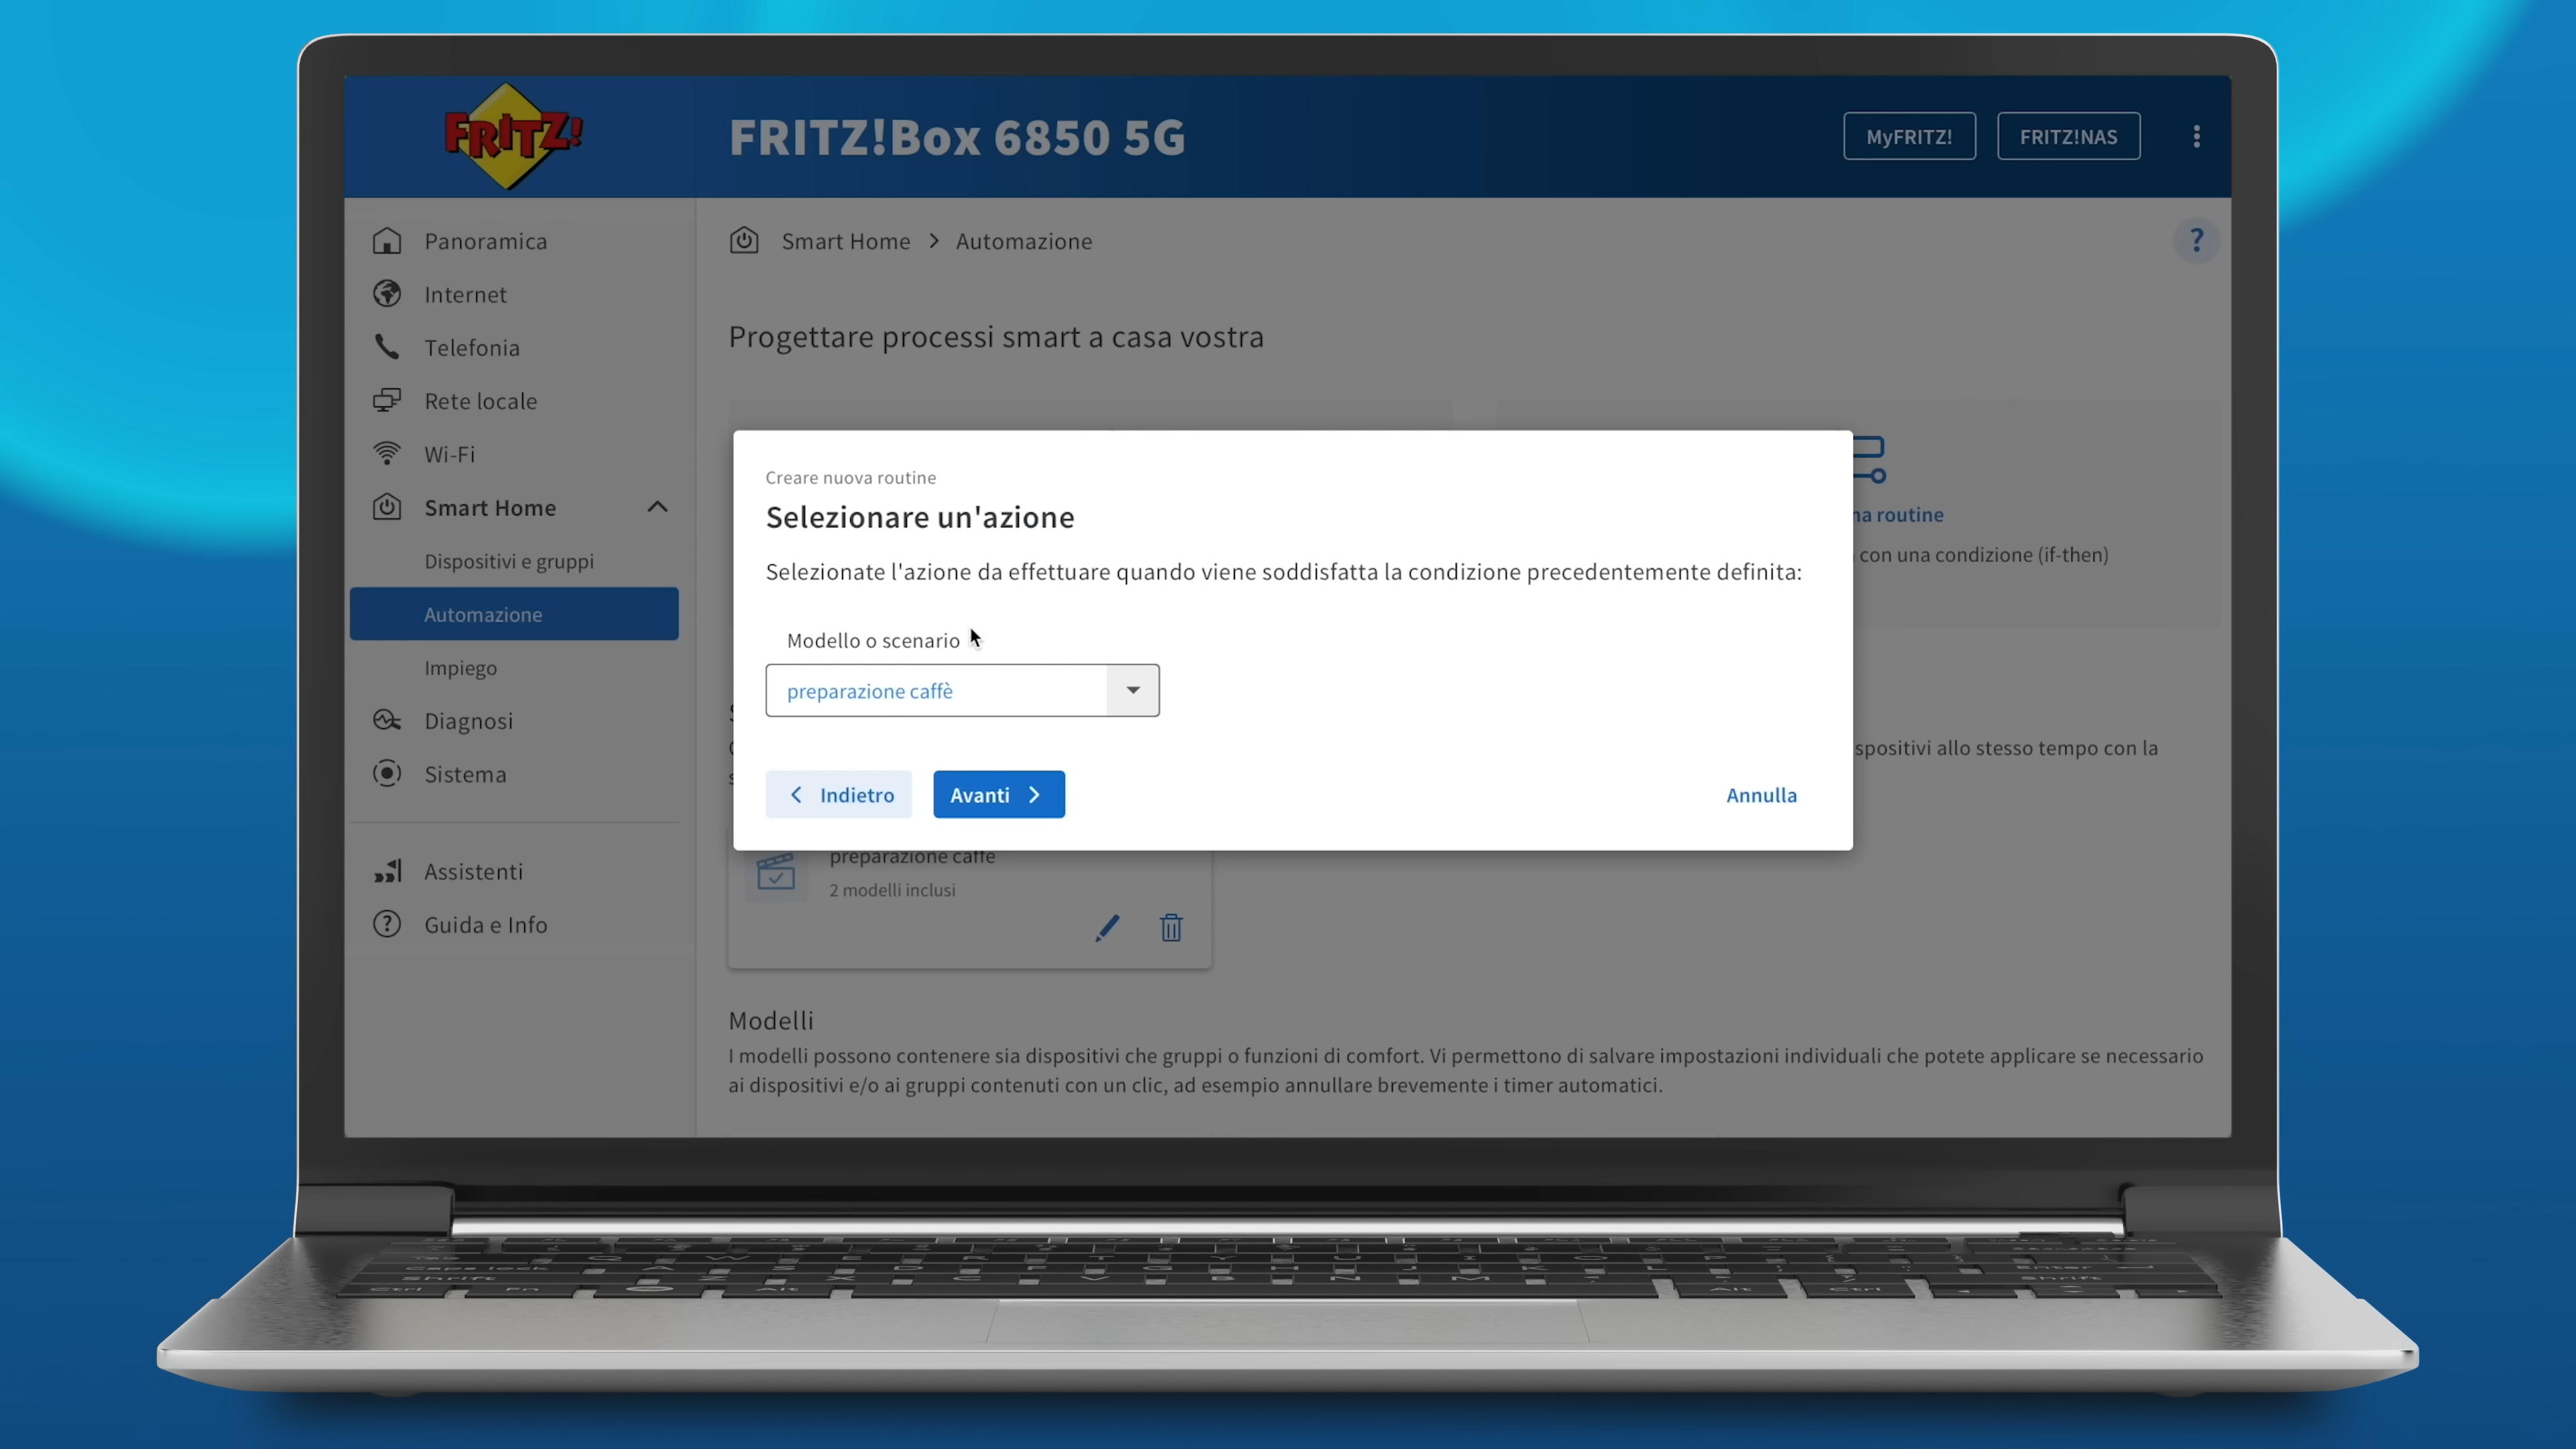 FRITZ!
FRITZ!Box 6850 5G
MyFRITZ!
FRITZ!NAS
Panoramica
Internet
Telefonia
Rete locale
Wi-Fi
Smart Home
Dispositivi e gruppi
Automazione
Impiego
Diagnosi
Sistema
Assistenti
Guida e Info
Smart Home > Automazione
?
Progettare processi smart a casa vostra
routine
con una condizione (if-then)
Creare nuova routine
Selezionare un'azione
Selezionate l'azione da effettuare quando viene soddisfatta la condizione precedentemente definita:
Modello o scenario
preparazione caffè
Indietro
Avanti
Annulla
allo stesso tempo con la
preparazione caffè
2 modelli inclusi
Modelli
I modelli possono contenere sia dispositivi che gruppi o funzioni di comfort. Vi permettono di salvare impostazioni individuali che potete applicare se necessario
ai dispositivi e/o ai gruppi contenuti con un clic, ad esempio annullare brevemente i timer automatici.